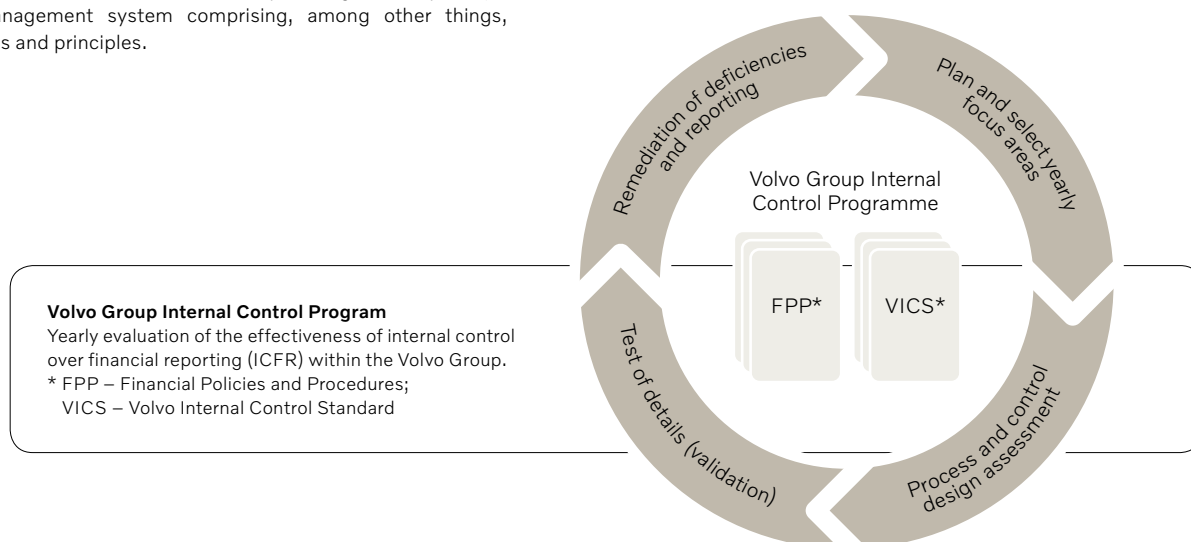 management system comprising, among other things,
s and principles.
Remediation of deficiencies
and reporting
Plan and select yearly
focus areas
Volvo Group Internal
Control Programme
FPP*
VICS*
Volvo Group Internal Control Program
Yearly evaluation of the effectiveness of internal control
over financial reporting (ICFR) within the Volvo Group.
* FPP – Financial Policies and Procedures;
VICS – Volvo Internal Control Standard
Test of details (validation)
Process and control
design assessment